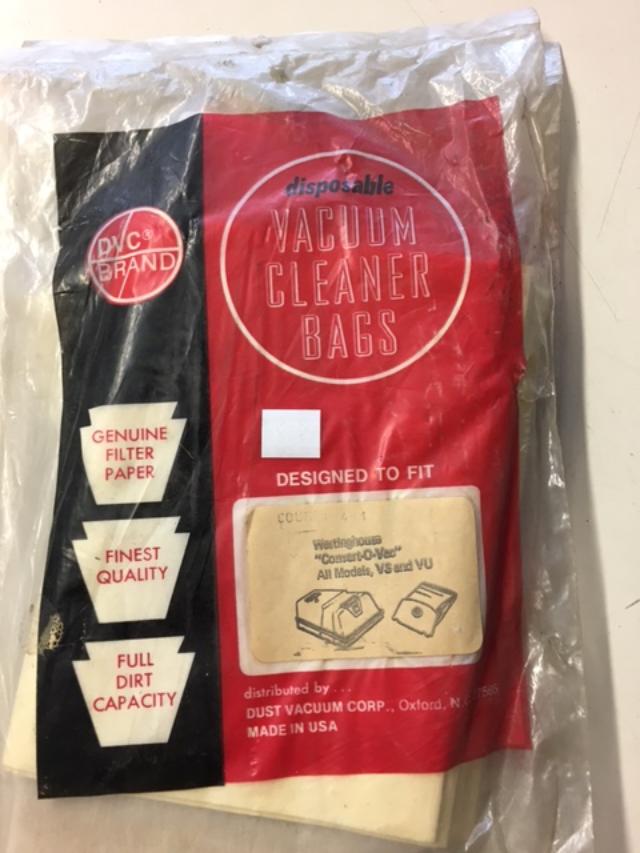 disposable
VACUUM
CLEANER
BAGS
DVC®
BRAND
GENUINE
FILTER
PAPER
FINEST
QUALITY
FULL
DIRT
CAPACITY
DESIGNED TO FIT
Westinghouse
"Convert-O-Vac"
All Models, VS and VU
distributed by ...
DUST VACUUM CORP., Oxford, N.
MADE IN USA